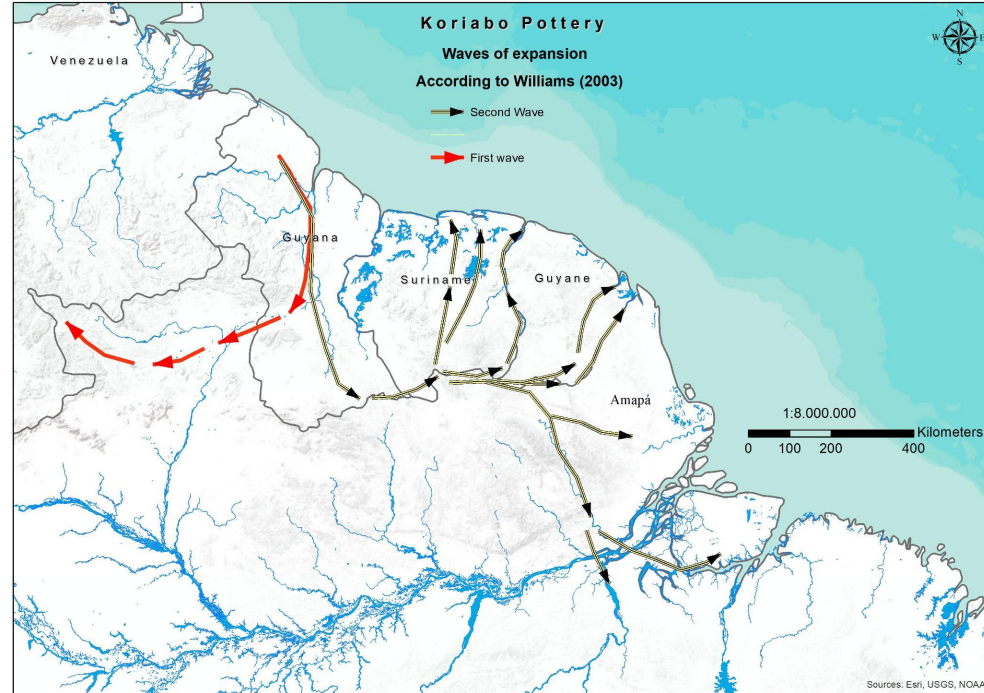 Koriabo Pottery
Waves of expansion
According to Williams (2003)
Second Wave
First wave
N
W E
S
Venezuela
Guyana
Suriname
Guyane
Amapá
1:8.000.000
Kilometers
0 100 200 400
Sources: Esri, USGS, NOAA